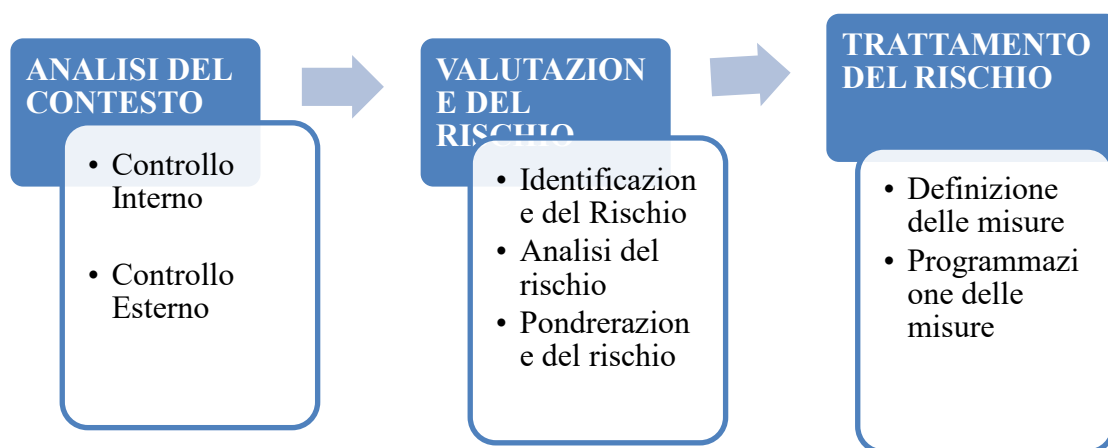 ANALISI DEL
CONTESTO
• Controllo
Interno
• Controllo
Esterno
VALUTAZION
E DEL
RISCHIO
• Identificazion
e del Rischio
• Analisi del
rischio
• Pondrerazion
e del rischio
TRATTAMENTO
DEL RISCHIO
• Definizione
delle misure
• Programmazi
one delle
misure